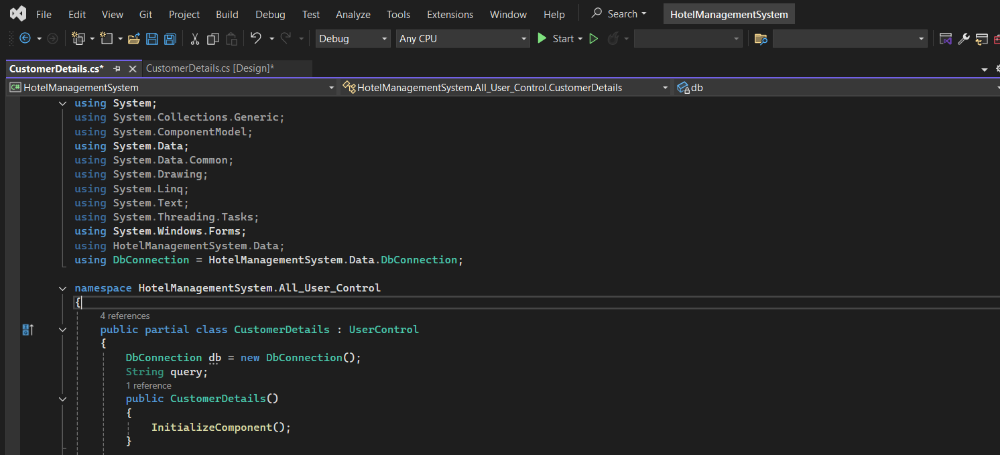 File Edit View Git Project Build Debug Test Analyze Tools Extensions Window Help Search HotelManagementSystem
Debug Any CPU Start
CustomerDetails.cs* CustomerDetails.cs [Design]*
C# HotelManagementSystem HotelManagementSystem.All_User_Control.CustomerDetails db
using System;
using System.Collections.Generic;
using System.ComponentModel;
using System.Data;
using System.Data.Common;
using System.Drawing;
using System.Linq;
using System.Text;
using System.Threading.Tasks;
using System.Windows.Forms;
using HotelManagementSystem.Data;
using DbConnection = HotelManagementSystem.Data.DbConnection;
namespace HotelManagementSystem.All_User_Control
{
4 references
public partial class CustomerDetails : UserControl
{
DbConnection db = new DbConnection();
String query;
1 reference
public CustomerDetails()
{
InitializeComponent();
}